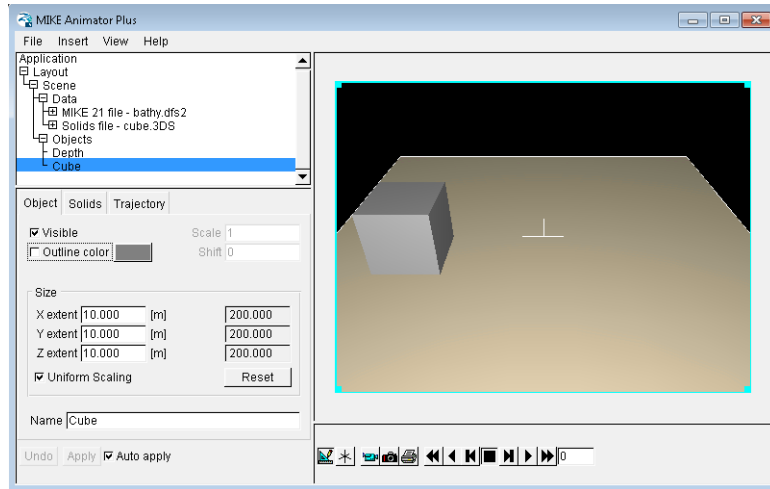 MIKE Animator Plus
File Insert View Help
Application
Layout
Scene
Data
MIKE 21 file - bathy.dfs2
Solids file - cube.3DS
Objects
Depth
Cube
Object Solids Trajectory
Visible Scale 1
Outline color Shift 0
Size
X extent 10.000 [m] 200.000
Y extent 10.000 [m] 200.000
Z extent 10.000 [m] 200.000
Uniform Scaling Reset
Name Cube
Undo Apply Auto apply
0